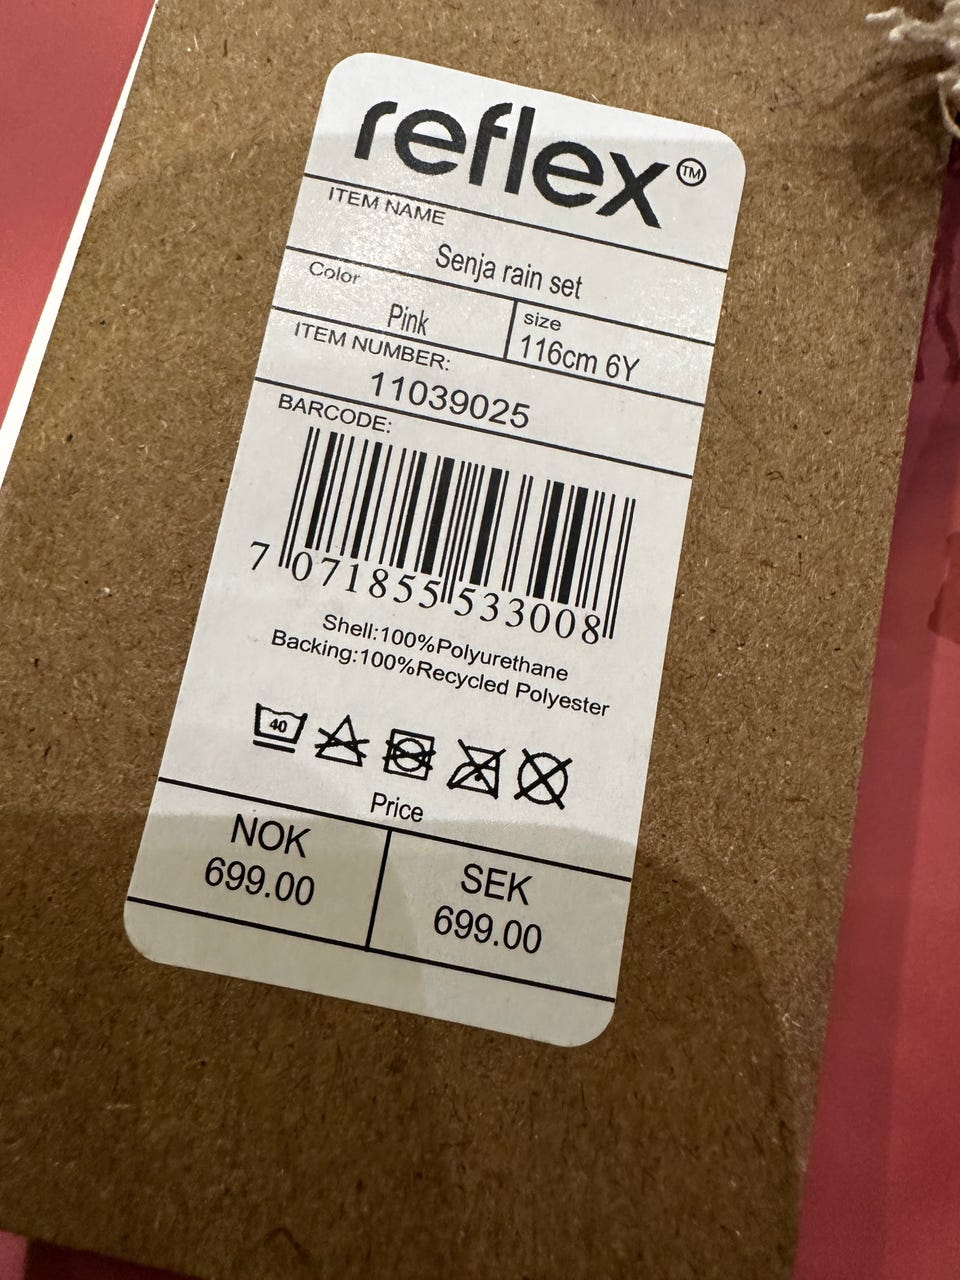 reflex™
ITEM NAME
Senja rain set
Color
Pink
size
116cm 6Y
ITEM NUMBER:
11039025
BARCODE:
7 071855 533008
Shell:100%Polyurethane
Backing:100%Recycled Polyester
40
Price
NOK
699.00
SEK
699.00